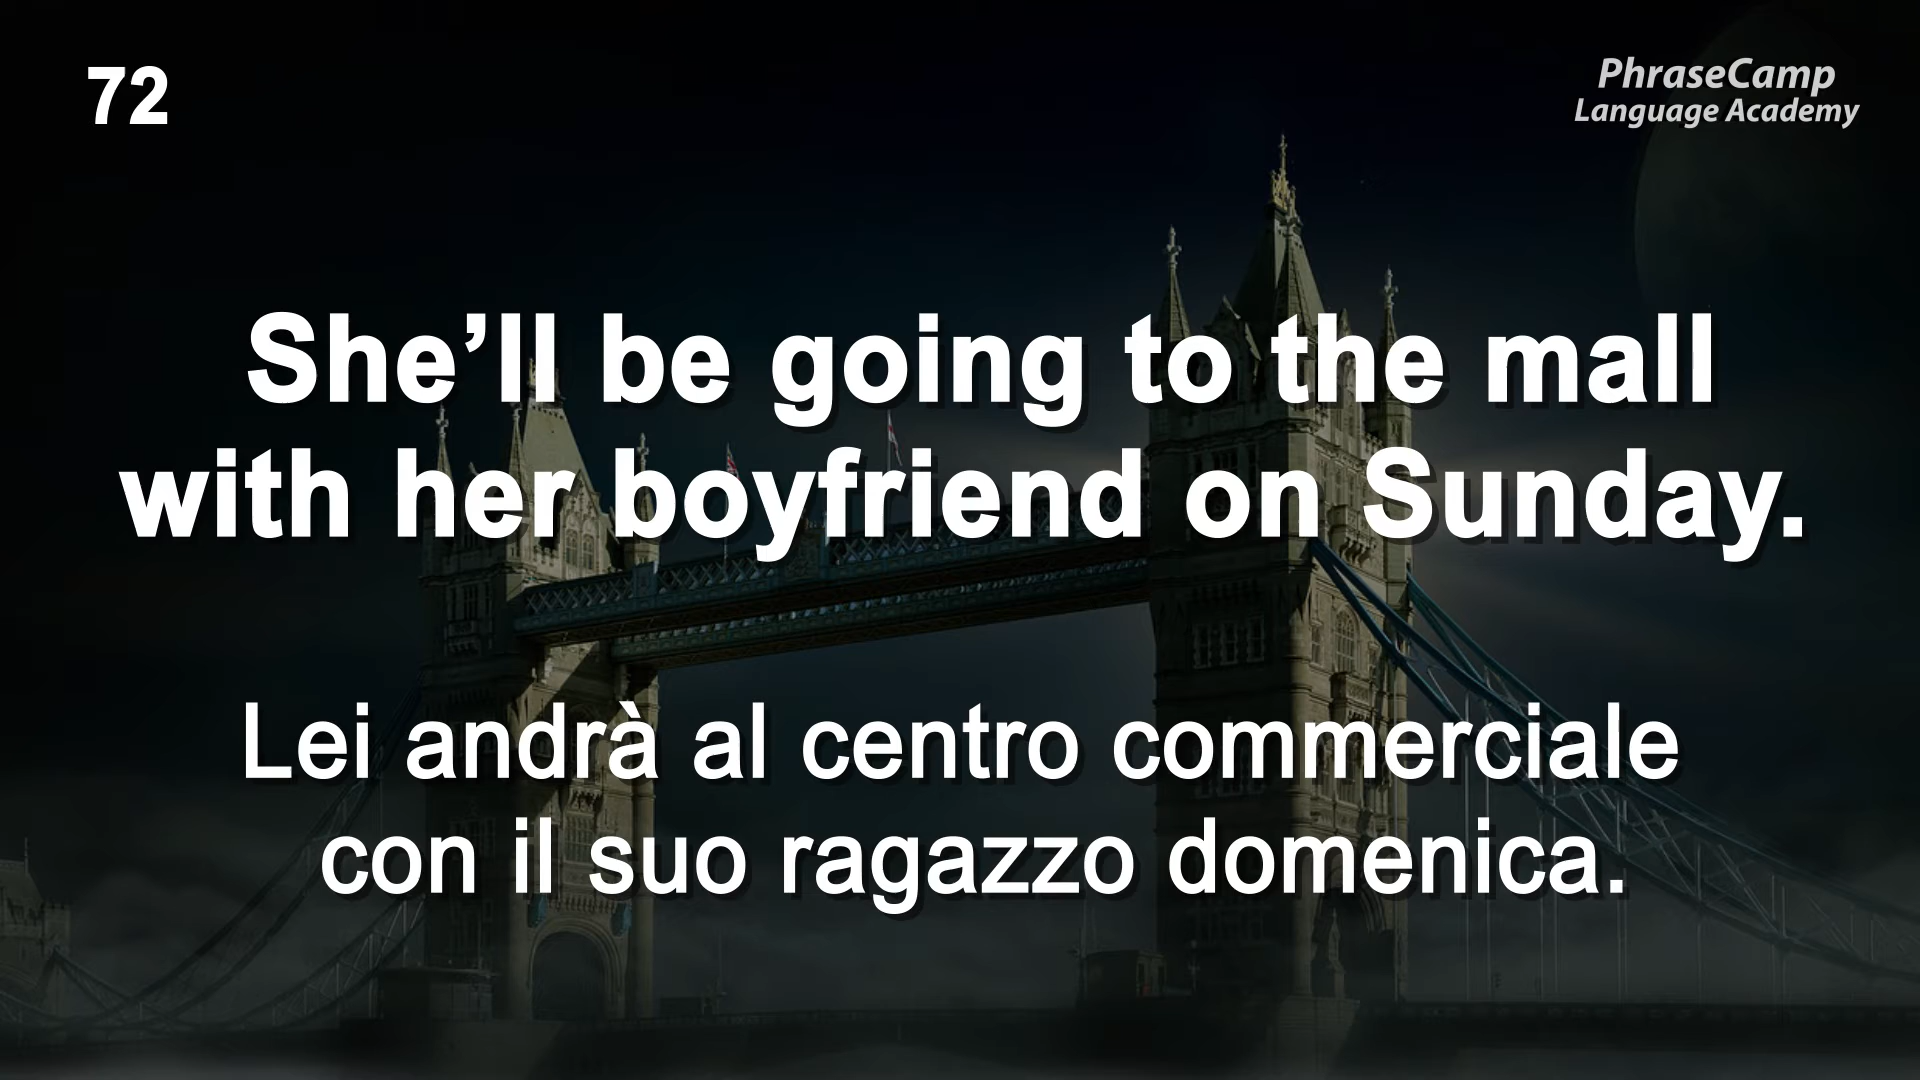 72
PhraseCamp
Language Academy
She’ll be going to the mall
with her boyfriend on Sunday.
Lei andrà al centro commerciale
con il suo ragazzo domenica.